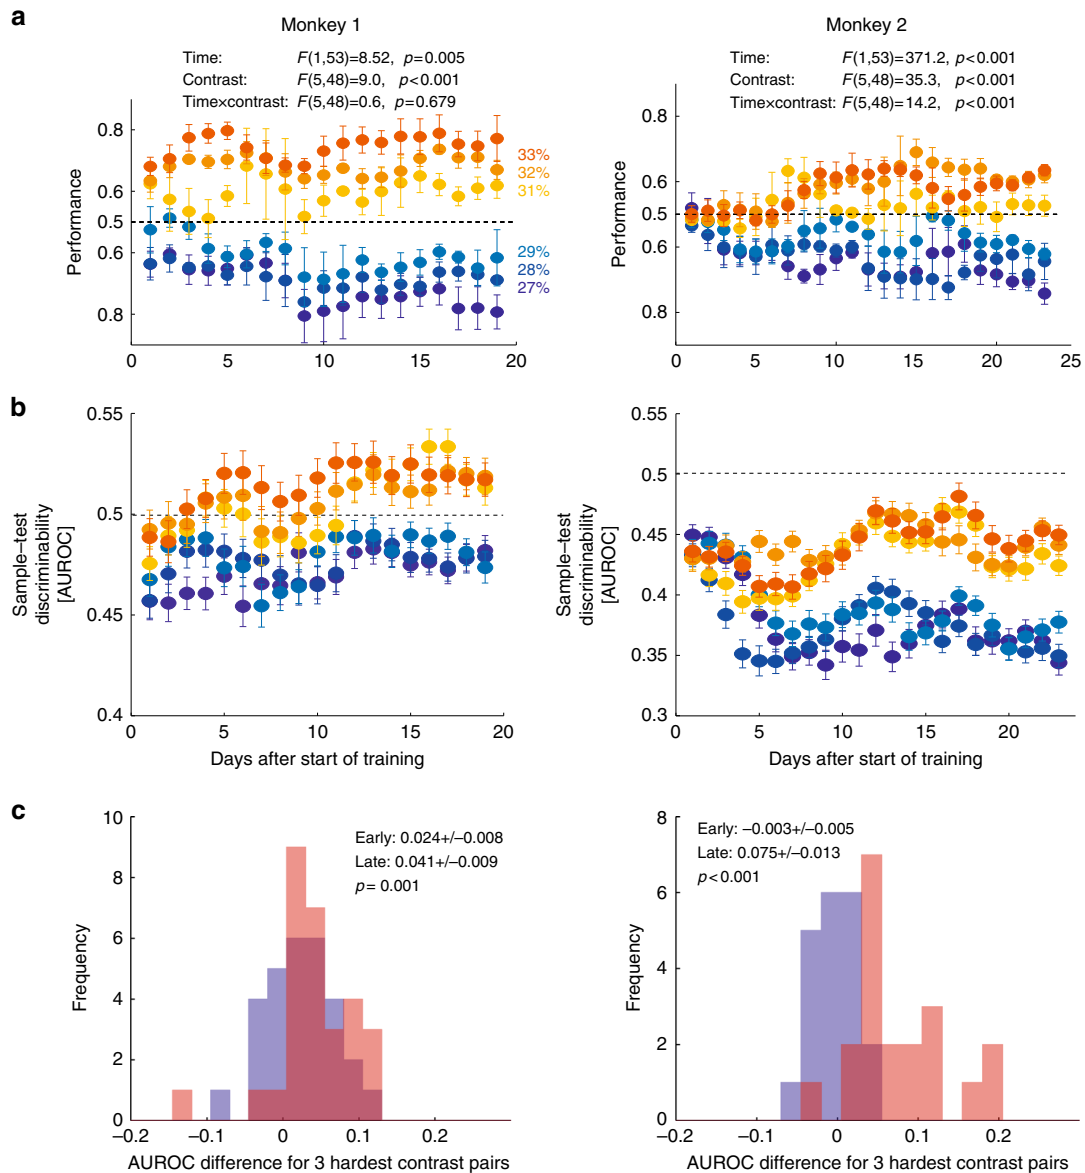 a
Monkey 1
Time: F(1,53)=8.52, p=0.005
Contrast: F(5,48)=9.0, p<0.001
Time×contrast: F(5,48)=0.6, p=0.679
Performance
0.8
0.6
0.5
0.6
0.8
33%
32%
31%
29%
28%
27%
0 5 10 15 20
Monkey 2
Time: F(1,53)=371.2, p<0.001
Contrast: F(5,48)=35.3, p<0.001
Time×contrast: F(5,48)=14.2, p<0.001
Performance
0.8
0.6
0.5
0.6
0.8
0 5 10 15 20 25
b
Sample–test
discriminability
[AUROC]
0.55
0.5
0.45
0.4
0 5 10 15 20
Days after start of training
Sample–test
discriminability
[AUROC]
0.55
0.5
0.45
0.4
0.35
0.3
0 5 10 15 20
Days after start of training
c
Early: 0.024+/–0.008
Late: 0.041+/–0.009
p= 0.001
Frequency
10
8
6
4
2
0
–0.2 –0.1 0 0.1 0.2
AUROC difference for 3 hardest contrast pairs
Early: –0.003+/–0.005
Late: 0.075+/–0.013
p<0.001
Frequency
8
6
4
2
0
–0.2 –0.1 0 0.1 0.2
AUROC difference for 3 hardest contrast pairs